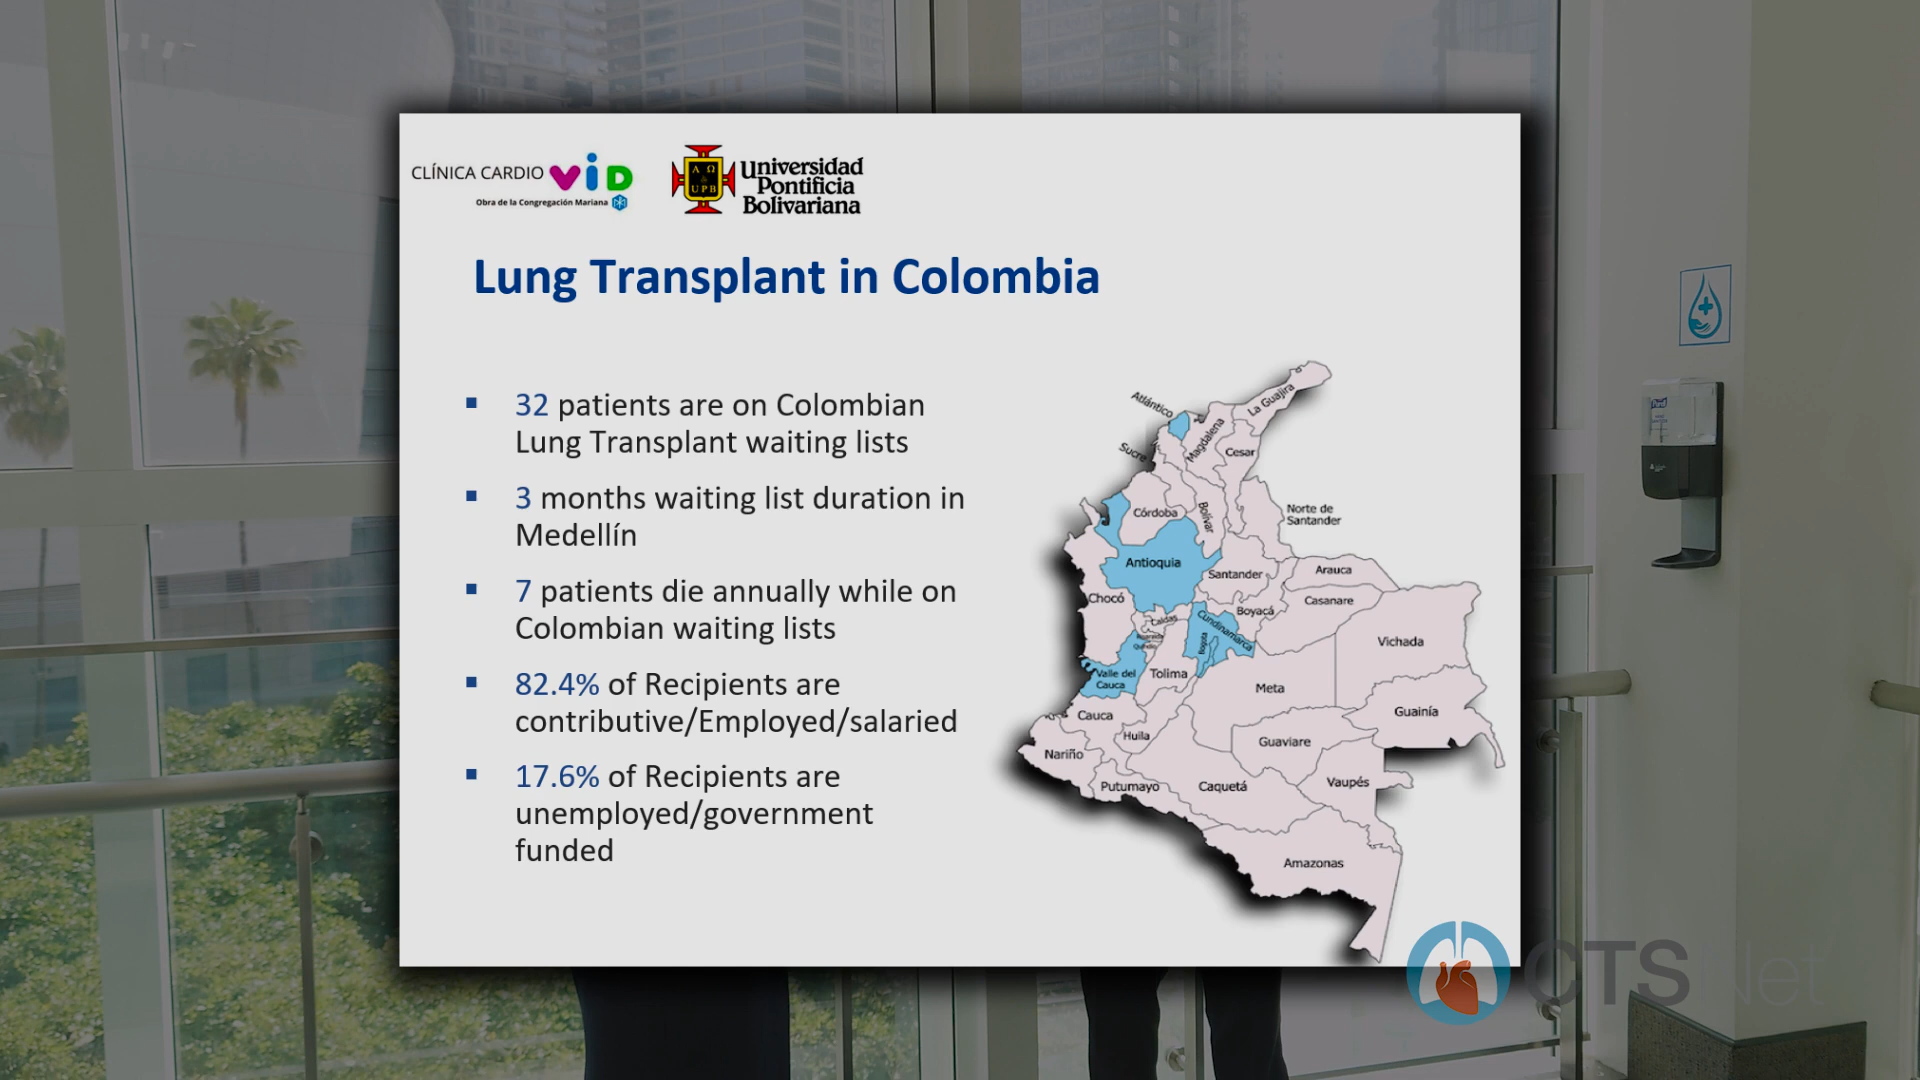 CLÍNICA CARDIO VID
Obra de la Congregación Mariana
Universidad
Pontificia
Bolivariana
Α Ω
UPB
Lung Transplant in Colombia
▪ 32 patients are on Colombian
Lung Transplant waiting lists
▪ 3 months waiting list duration in
Medellín
▪ 7 patients die annually while on
Colombian waiting lists
▪ 82.4% of Recipients are
contributive/Employed/salaried
▪ 17.6% of Recipients are
unemployed/government
funded
Atlántico
La Guajira
Magdalena
Sucre
Cesar
Córdoba
Bolívar
Norte de
Santander
Antioquia
Santander
Arauca
Chocó
Boyacá
Casanare
Caldas
Cundinamarca
Bogotá
Quindío
Vichada
Valle del
Cauca
Tolima
Meta
Cauca
Guainía
Huila
Guaviare
Nariño
Putumayo
Caquetá
Vaupés
Amazonas
CTSNet